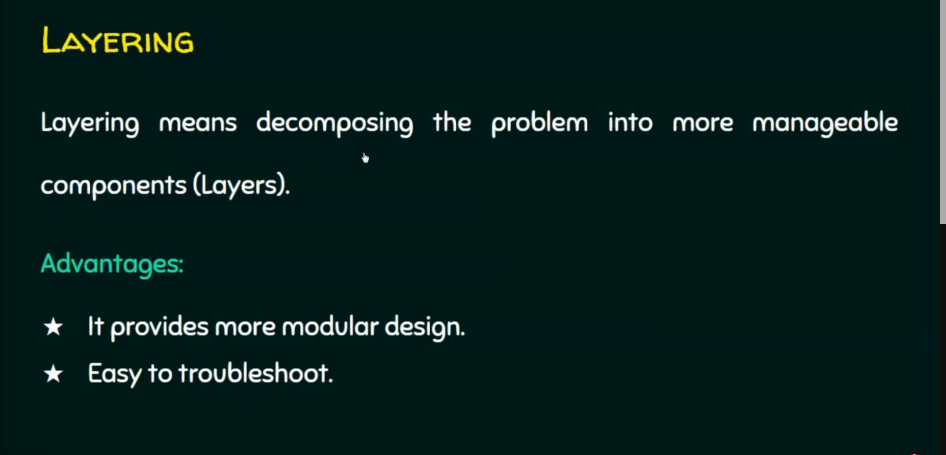 LAYERING
Layering means decomposing the problem into more manageable
components (Layers).
Advantages:
★ It provides more modular design.
★ Easy to troubleshoot.